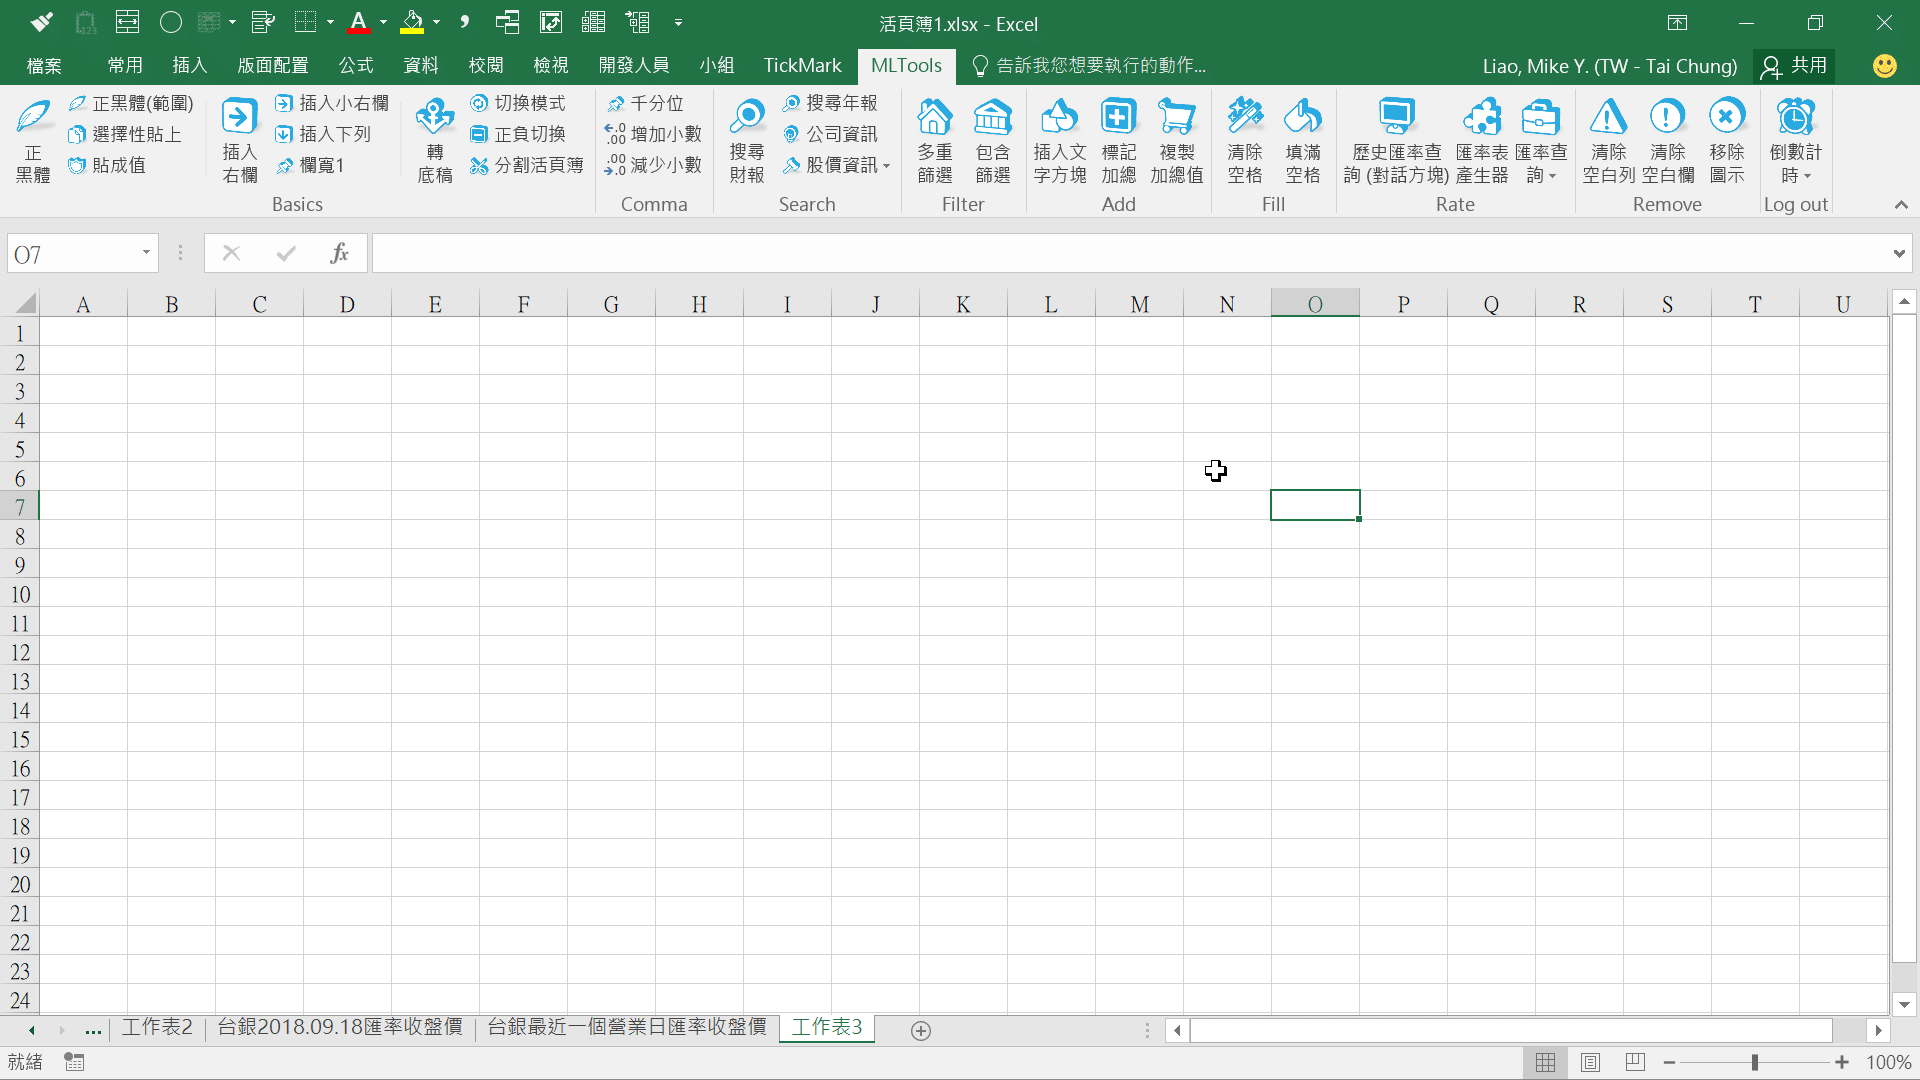 活頁簿1.xlsx - Excel
檔案 常用 插入 版面配置 公式 資料 校閱 檢視 開發人員 小組 TickMark MLTools 告訴我您想要執行的動作... Liao, Mike Y. (TW - Tai Chung) 共用
正黑體 正黑體(範圍) 選擇性貼上 貼成值
插入右欄 插入小右欄 插入下列 欄寬1
轉底稿 切換模式 正負切換 分割活頁簿
千分位 增加小數 減少小數
搜尋財報 搜尋年報 公司資訊 股價資訊
多重篩選 包含篩選
插入文字方塊 標記加總 複製加總值
清除空格 填滿空格
歷史匯率查詢 (對話方塊) 匯率表產生器 匯率查詢
清除空白列 清除空白欄 移除圖示
倒數計時
Basics Comma Search Filter Add Fill Rate Remove Log out
O7 fx
A B C D E F G H I J K L M N O P Q R S T U
1
2
3
4
5
6
7
8
9
10
11
12
13
14
15
16
17
18
19
20
21
22
23
24
... 工作表2 台銀2018.09.18匯率收盤價 台銀最近一個營業日匯率收盤價 工作表3
就緒 100%